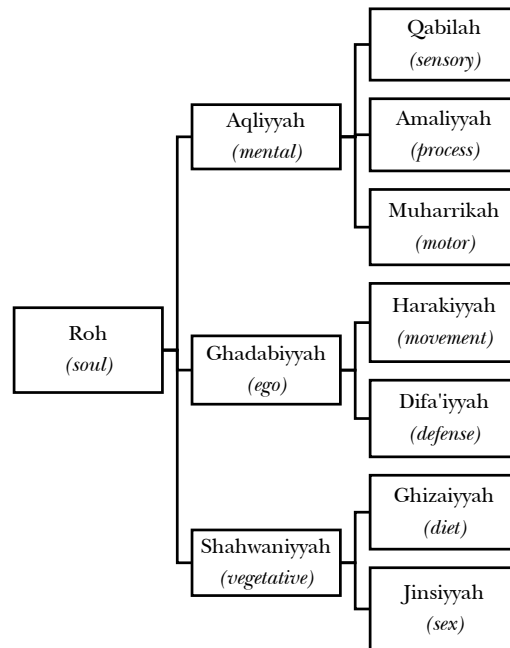 Qabilah
(sensory)
Aqliyyah
(mental)
Amaliyyah
(process)
Muharrikah
(motor)
Roh
(soul)
Ghadabiyyah
(ego)
Harakiyyah
(movement)
Difa'iyyah
(defense)
Shahwaniyyah
(vegetative)
Ghizaiyyah
(diet)
Jinsiyyah
(sex)